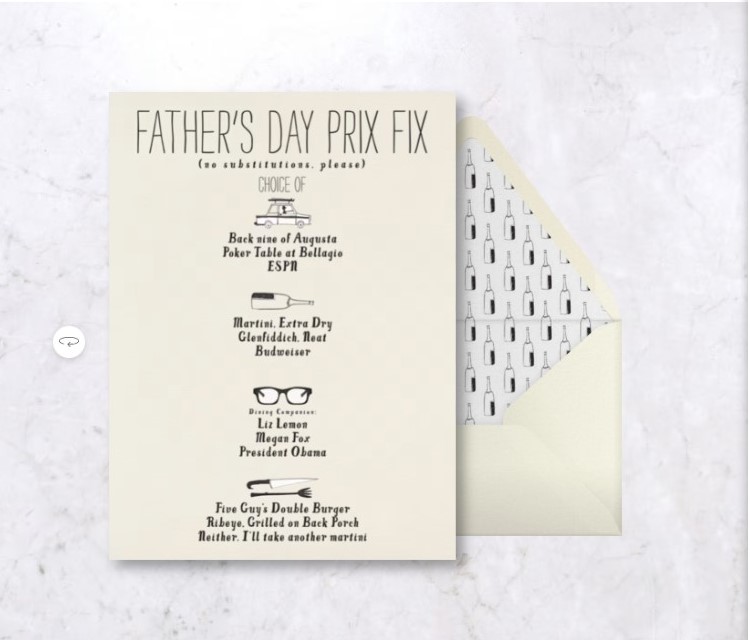 FATHER'S DAY PRIX FIX
(no substitutions, please)
CHOICE OF
Back nine of Augusta
Poker Table at Bellagio
ESPN
Martini, Extra Dry
Glenfiddich, Neat
Budweiser
Dining Companion:
Liz Lemon
Megan Fox
President Obama
Five Guy's Double Burger
Ribeye, Grilled on Back Porch
Neither, I'll take another martini